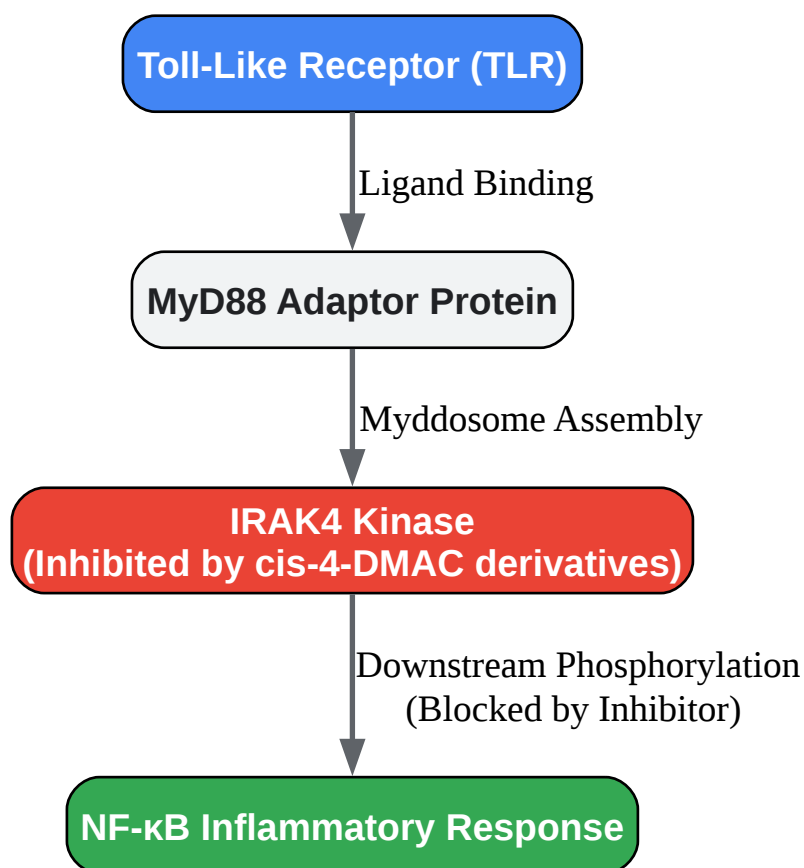 Toll-Like Receptor (TLR)
Ligand Binding
MyD88 Adaptor Protein
Myddosome Assembly
IRAK4 Kinase
(Inhibited by cis-4-DMAC derivatives)
Downstream Phosphorylation
(Blocked by Inhibitor)
NF-κB Inflammatory Response